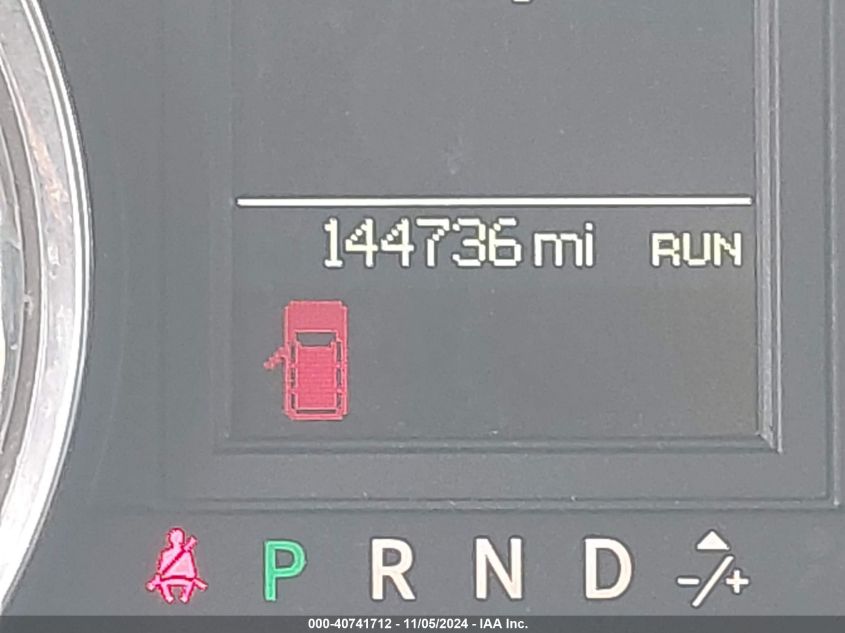 144736 mi RUN
P R N D -/+
000-40741712 - 11/05/2024 - IAA Inc.